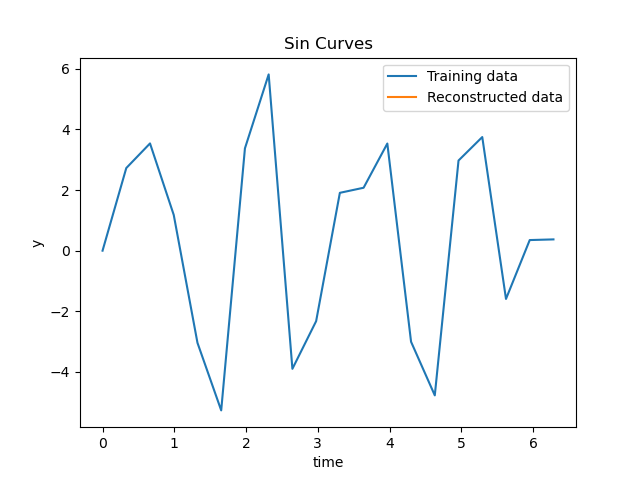 Sin Curves
Training data
Reconstructed data
6
4
2
0
−2
−4
y
0 1 2 3 4 5 6
time